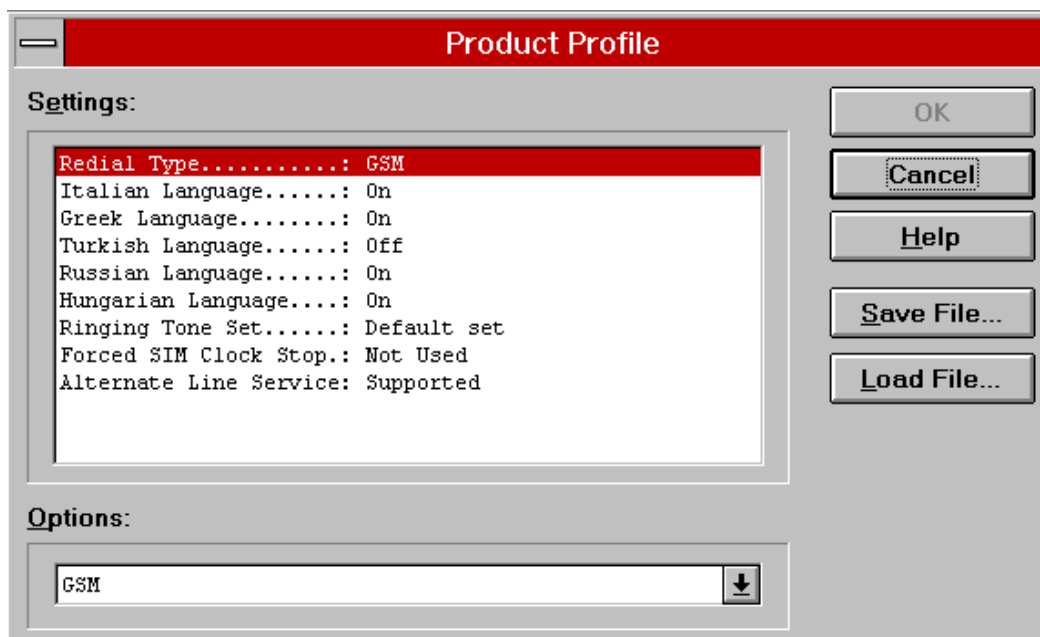 Product Profile
Settings:
Redial Type...........: GSM
Italian Language......: On
Greek Language........: On
Turkish Language......: Off
Russian Language......: On
Hungarian Language....: On
Ringing Tone Set......: Default set
Forced SIM Clock Stop.: Not Used
Alternate Line Service: Supported
OK
Cancel
Help
Save File...
Load File...
Options:
GSM